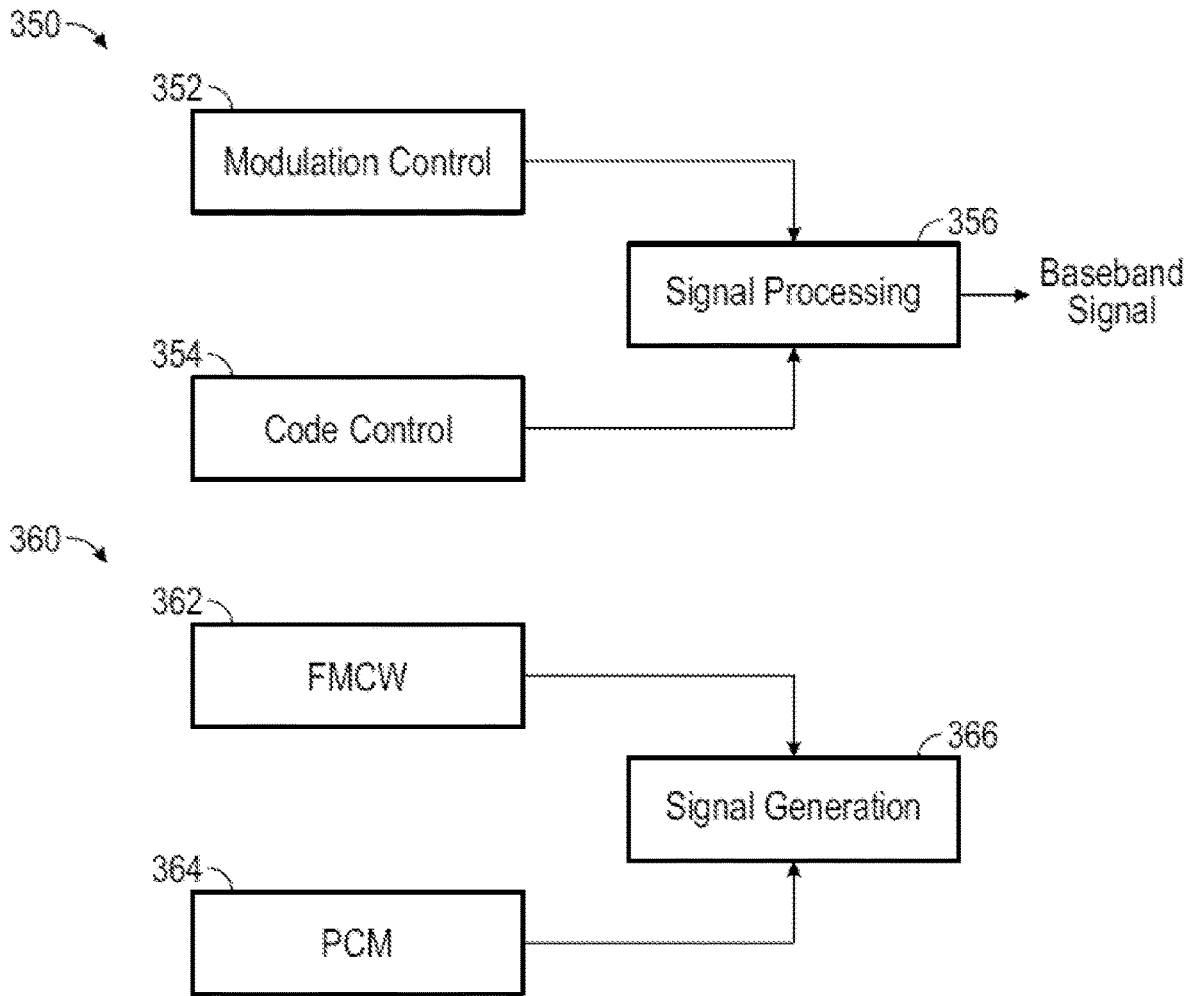 350
352
Modulation Control
356
Signal Processing
Baseband
Signal
354
Code Control
360
362
FMCW
366
Signal Generation
364
PCM